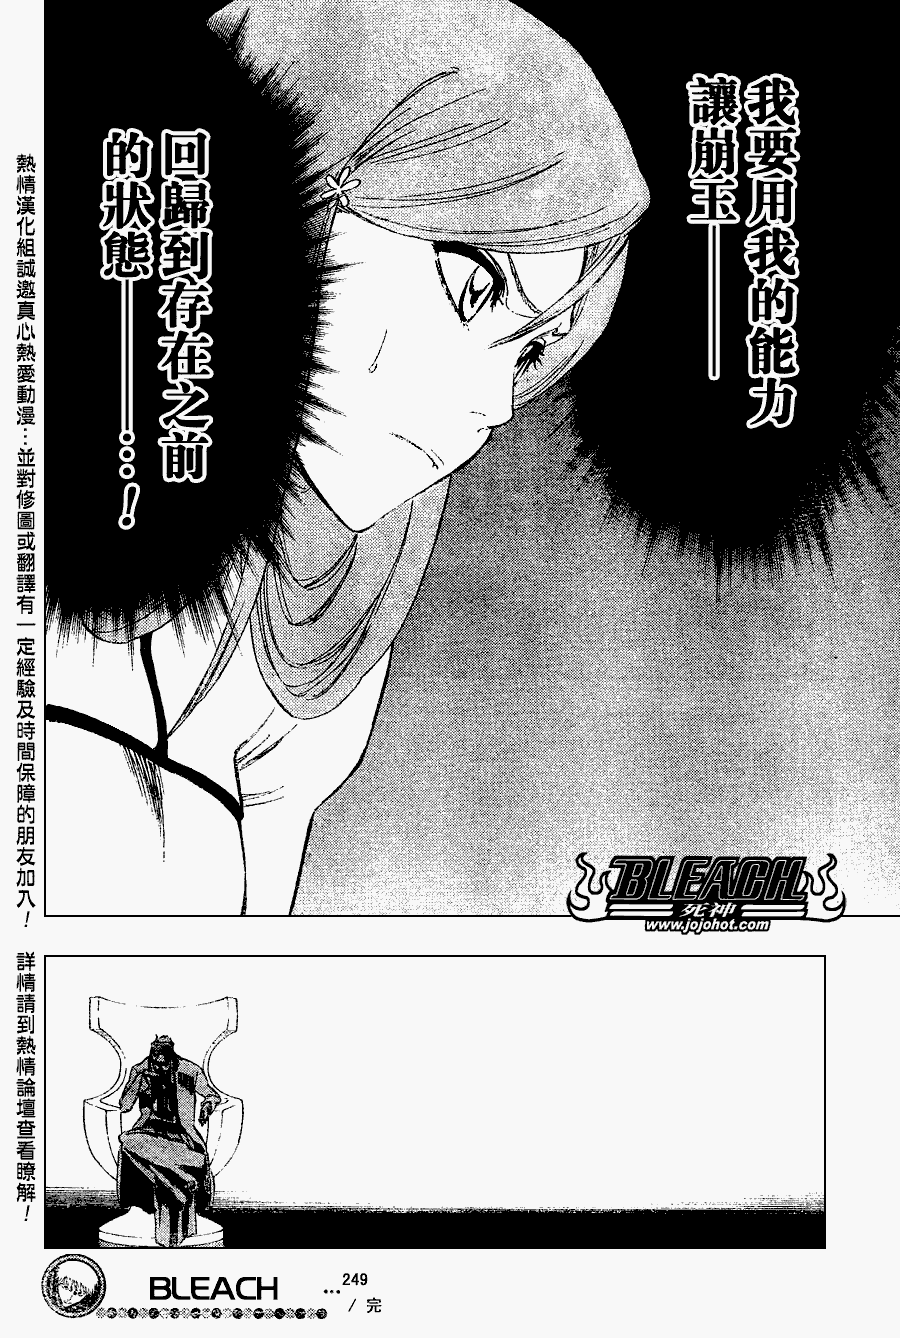 我要用我的能力
讓崩玉——
回歸到存在之前
的狀態———…！
熱情漢化組誠邀真心熱愛動漫…並對修圖或翻譯有一定經驗及時間保障的朋友加入！
詳情請到熱情論壇查看瞭解！
BLEACH
死神
www.jojohot.com
BLEACH
…249
/ 完